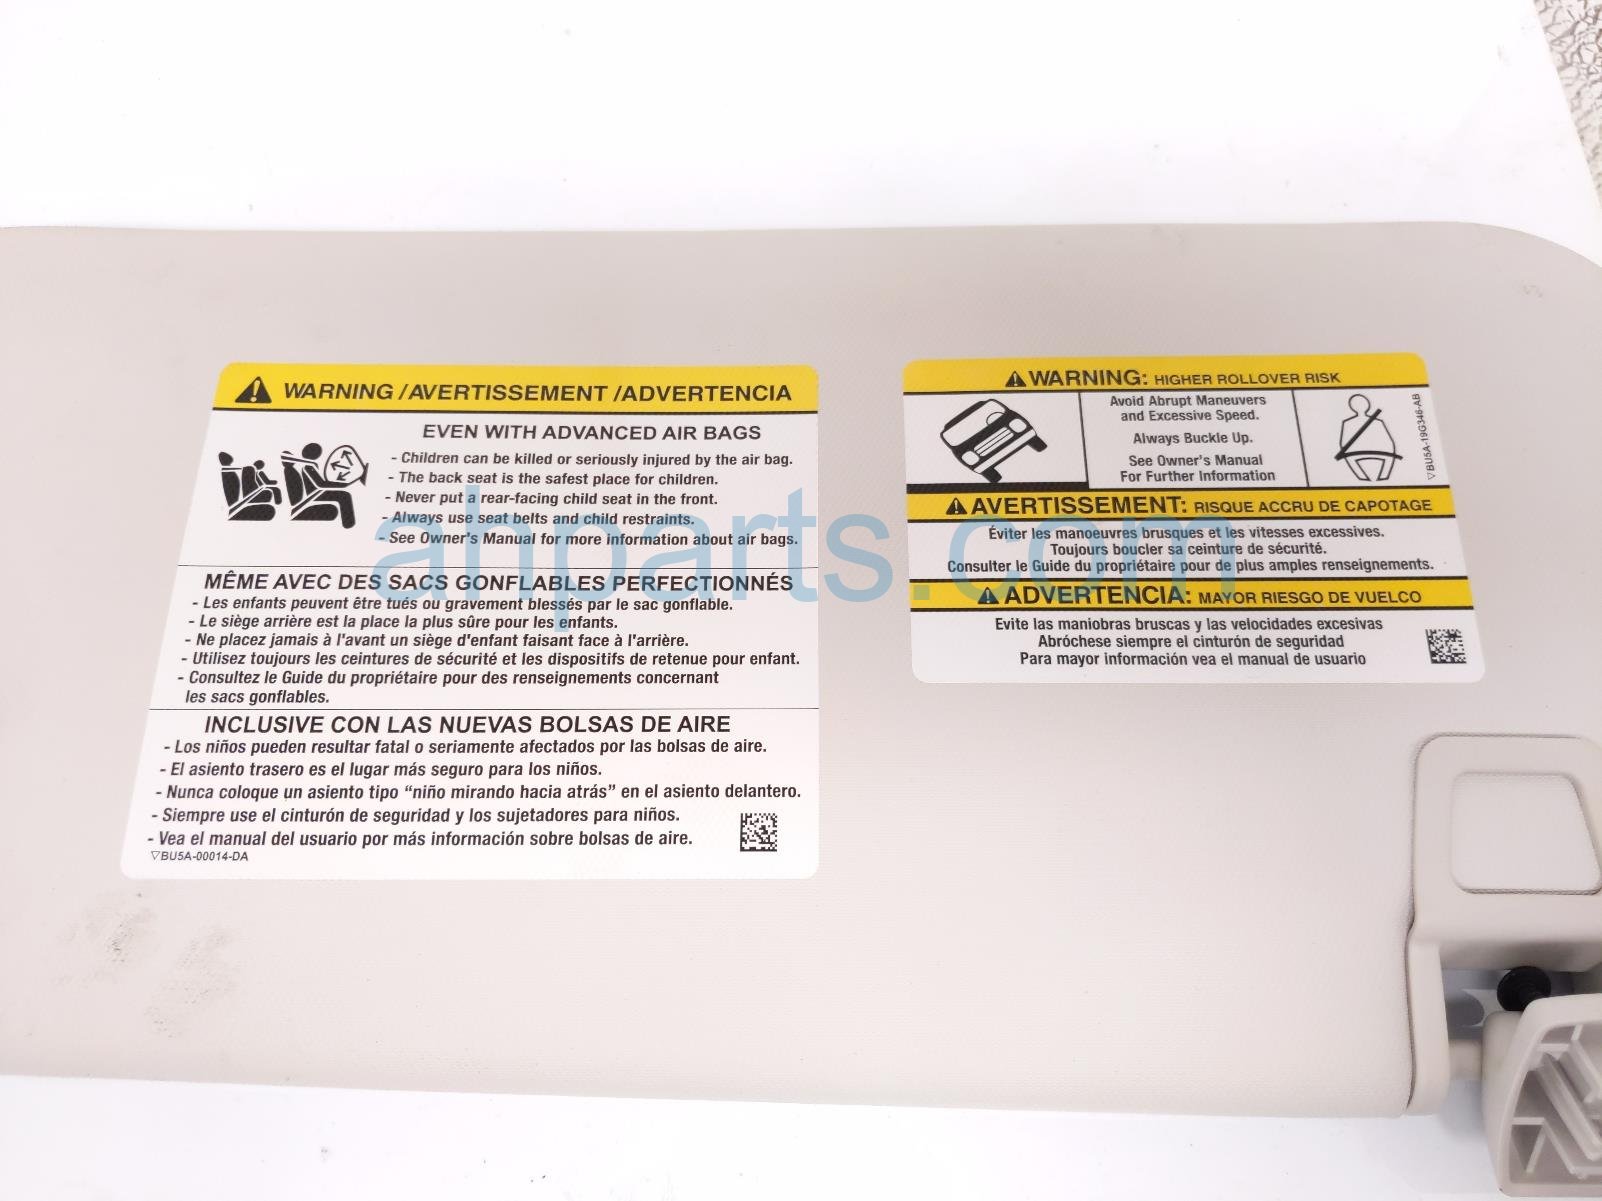 WARNING /AVERTISSEMENT /ADVERTENCIA
EVEN WITH ADVANCED AIR BAGS
- Children can be killed or seriously injured by the air bag.
- The back seat is the safest place for children.
- Never put a rear-facing child seat in the front.
- Always use seat belts and child restraints.
- See Owner's Manual for more information about air bags.
MÊME AVEC DES SACS GONFLABLES PERFECTIONNÉS
- Les enfants peuvent être tués ou gravement blessés par le sac gonflable.
- Le siège arrière est la place la plus sûre pour les enfants.
- Ne placez jamais à l'avant un siège d'enfant faisant face à l'arrière.
- Utilisez toujours les ceintures de sécurité et les dispositifs de retenue pour enfant.
- Consultez le Guide du propriétaire pour des renseignements concernant
les sacs gonflables.
INCLUSIVE CON LAS NUEVAS BOLSAS DE AIRE
- Los niños pueden resultar fatal o seriamente afectados por las bolsas de aire.
- El asiento trasero es el lugar más seguro para los niños.
- Nunca coloque un asiento tipo “niño mirando hacia atrás” en el asiento delantero.
- Siempre use el cinturón de seguridad y los sujetadores para niños.
- Vea el manual del usuario por más información sobre bolsas de aire.
▽BU5A-00014-DA
WARNING: HIGHER ROLLOVER RISK
Avoid Abrupt Maneuvers
and Excessive Speed.
Always Buckle Up.
See Owner's Manual
For Further Information
▽BU5A-19G346-AB
AVERTISSEMENT: RISQUE ACCRU DE CAPOTAGE
Éviter les manoeuvres brusques et les vitesses excessives.
Toujours boucler sa ceinture de sécurité.
Consulter le Guide du propriétaire pour de plus amples renseignements.
ADVERTENCIA: MAYOR RIESGO DE VUELCO
Evite las maniobras bruscas y las velocidades excesivas
Abróchese siempre el cinturón de seguridad
Para mayor información vea el manual de usuario
ahparts.com